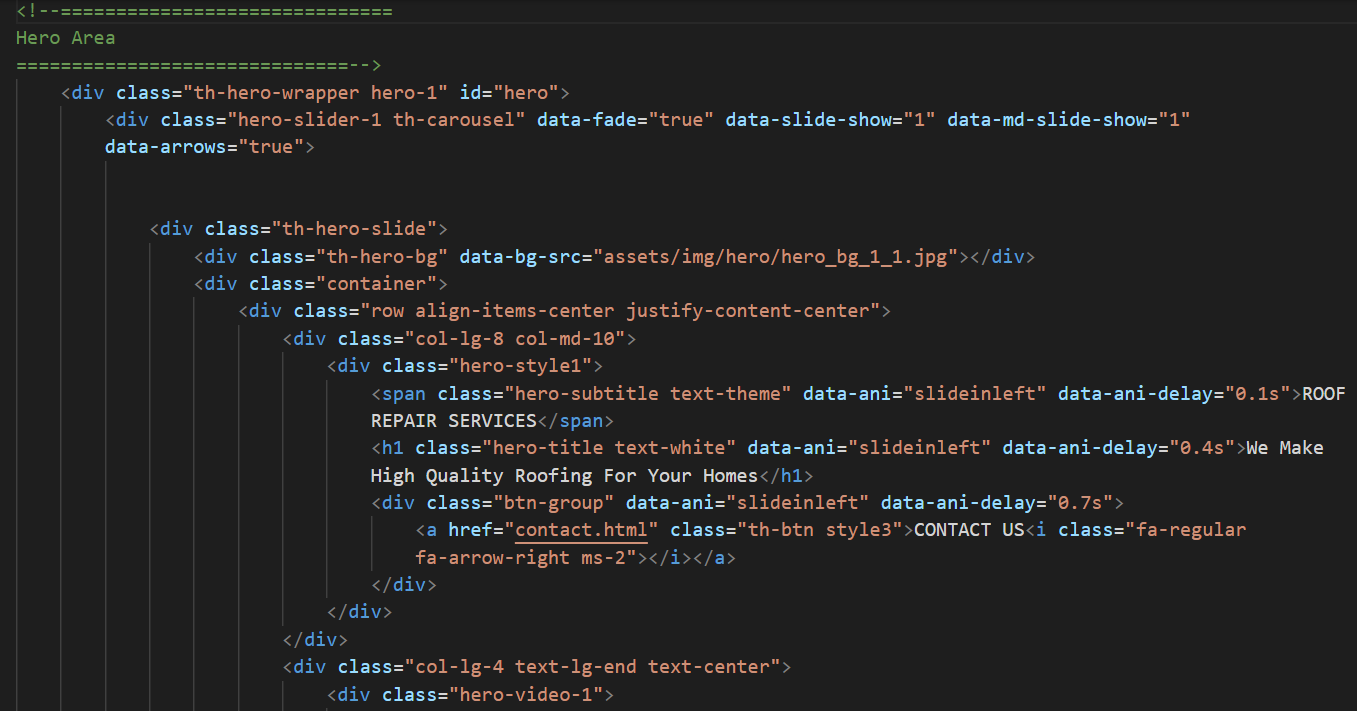 <!--==============================
Hero Area
==============================-->
<div class="th-hero-wrapper hero-1" id="hero">
<div class="hero-slider-1 th-carousel" data-fade="true" data-slide-show="1" data-md-slide-show="1"
data-arrows="true">
<div class="th-hero-slide">
<div class="th-hero-bg" data-bg-src="assets/img/hero/hero_bg_1_1.jpg"></div>
<div class="container">
<div class="row align-items-center justify-content-center">
<div class="col-lg-8 col-md-10">
<div class="hero-style1">
<span class="hero-subtitle text-theme" data-ani="slideinleft" data-ani-delay="0.1s">ROOF
REPAIR SERVICES</span>
<h1 class="hero-title text-white" data-ani="slideinleft" data-ani-delay="0.4s">We Make
High Quality Roofing For Your Homes</h1>
<div class="btn-group" data-ani="slideinleft" data-ani-delay="0.7s">
<a href="contact.html" class="th-btn style3">CONTACT US<i class="fa-regular
fa-arrow-right ms-2"></i></a>
</div>
</div>
</div>
<div class="col-lg-4 text-lg-end text-center">
<div class="hero-video-1">